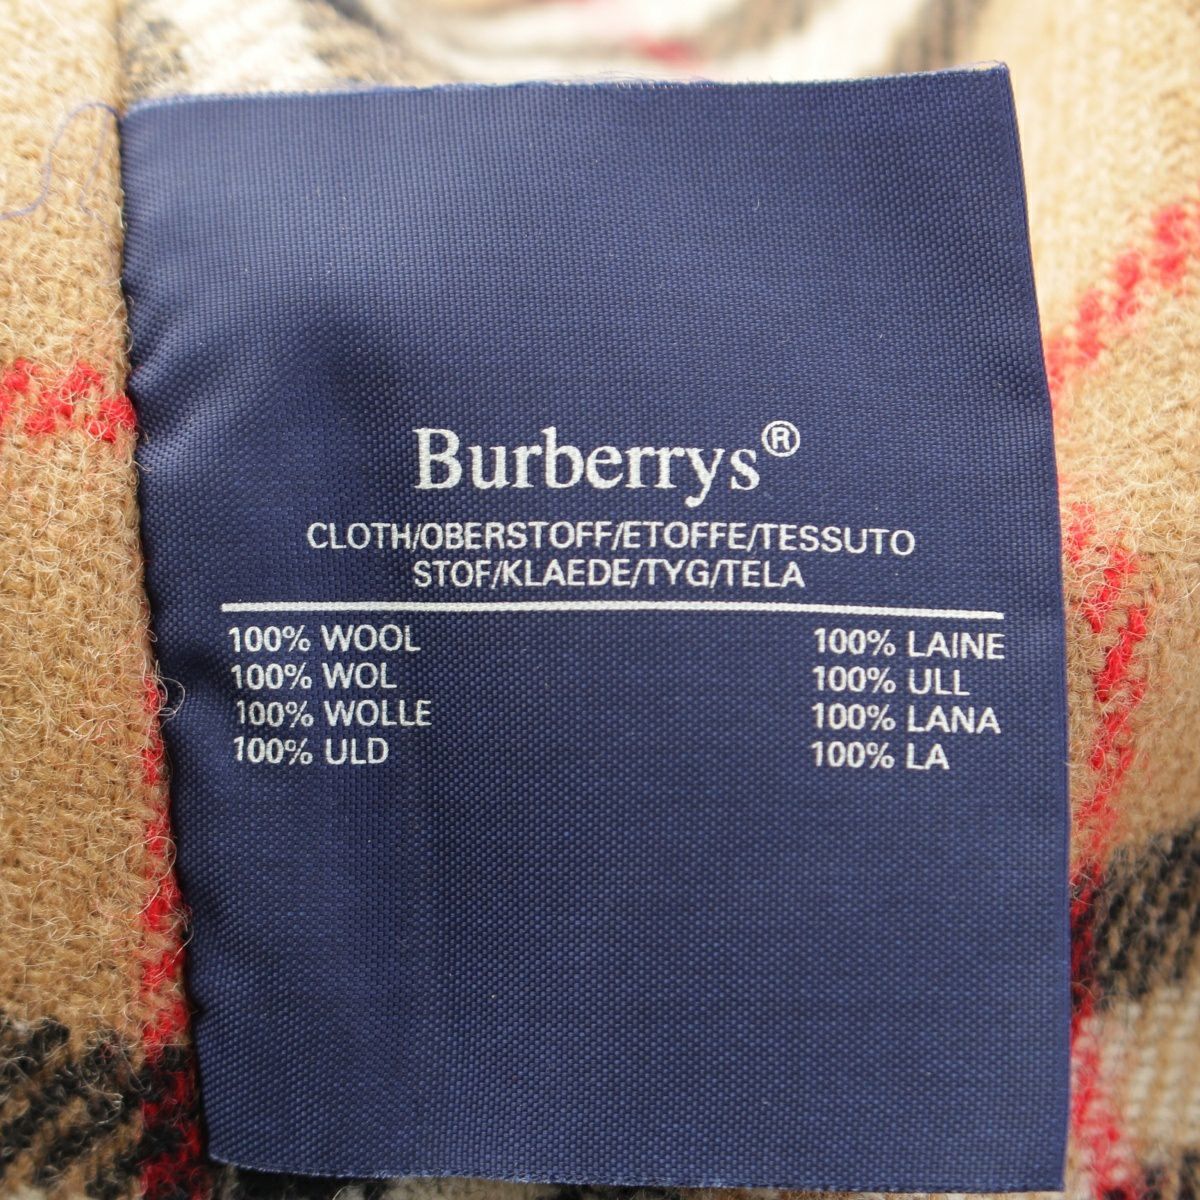 Burberrys®
CLOTH/OBERSTOFF/ETOFFE/TESSUTO
STOF/KLAEDE/TYG/TELA
100% WOOL 100% LAINE
100% WOL 100% ULL
100% WOLLE 100% LANA
100% ULD 100% LA